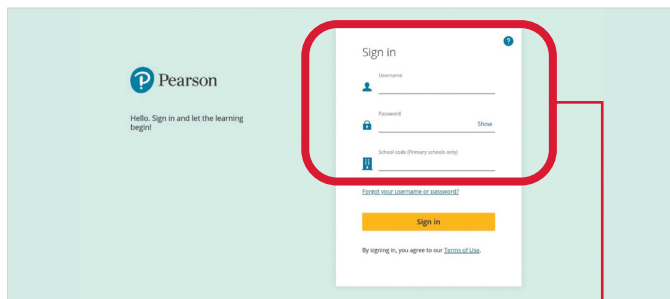 Pearson
Hello. Sign in and let the learning
begin!
Sign in
?
Username
Password
Show
School code (Primary schools only)
Forgot your username or password?
Sign in
By signing in, you agree to our Terms of Use.